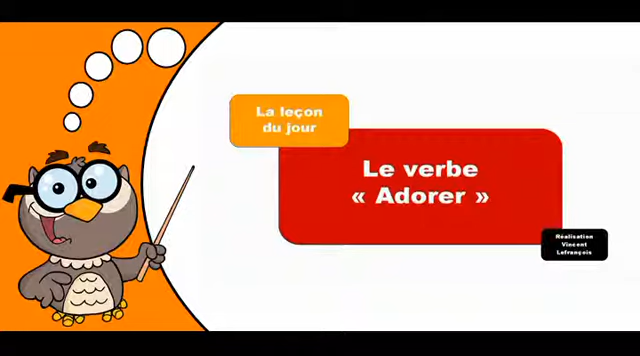 La leçon
du jour
Le verbe
« Adorer »
Réalisation
Vincent
Lefrançois